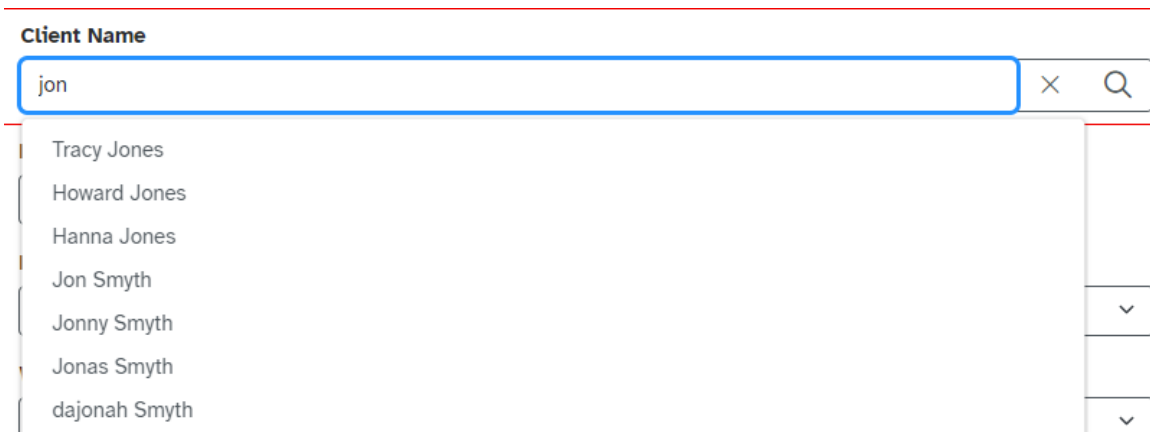 Client Name
jon
Tracy Jones
Howard Jones
Hanna Jones
Jon Smyth
Jonny Smyth
Jonas Smyth
dajonah Smyth